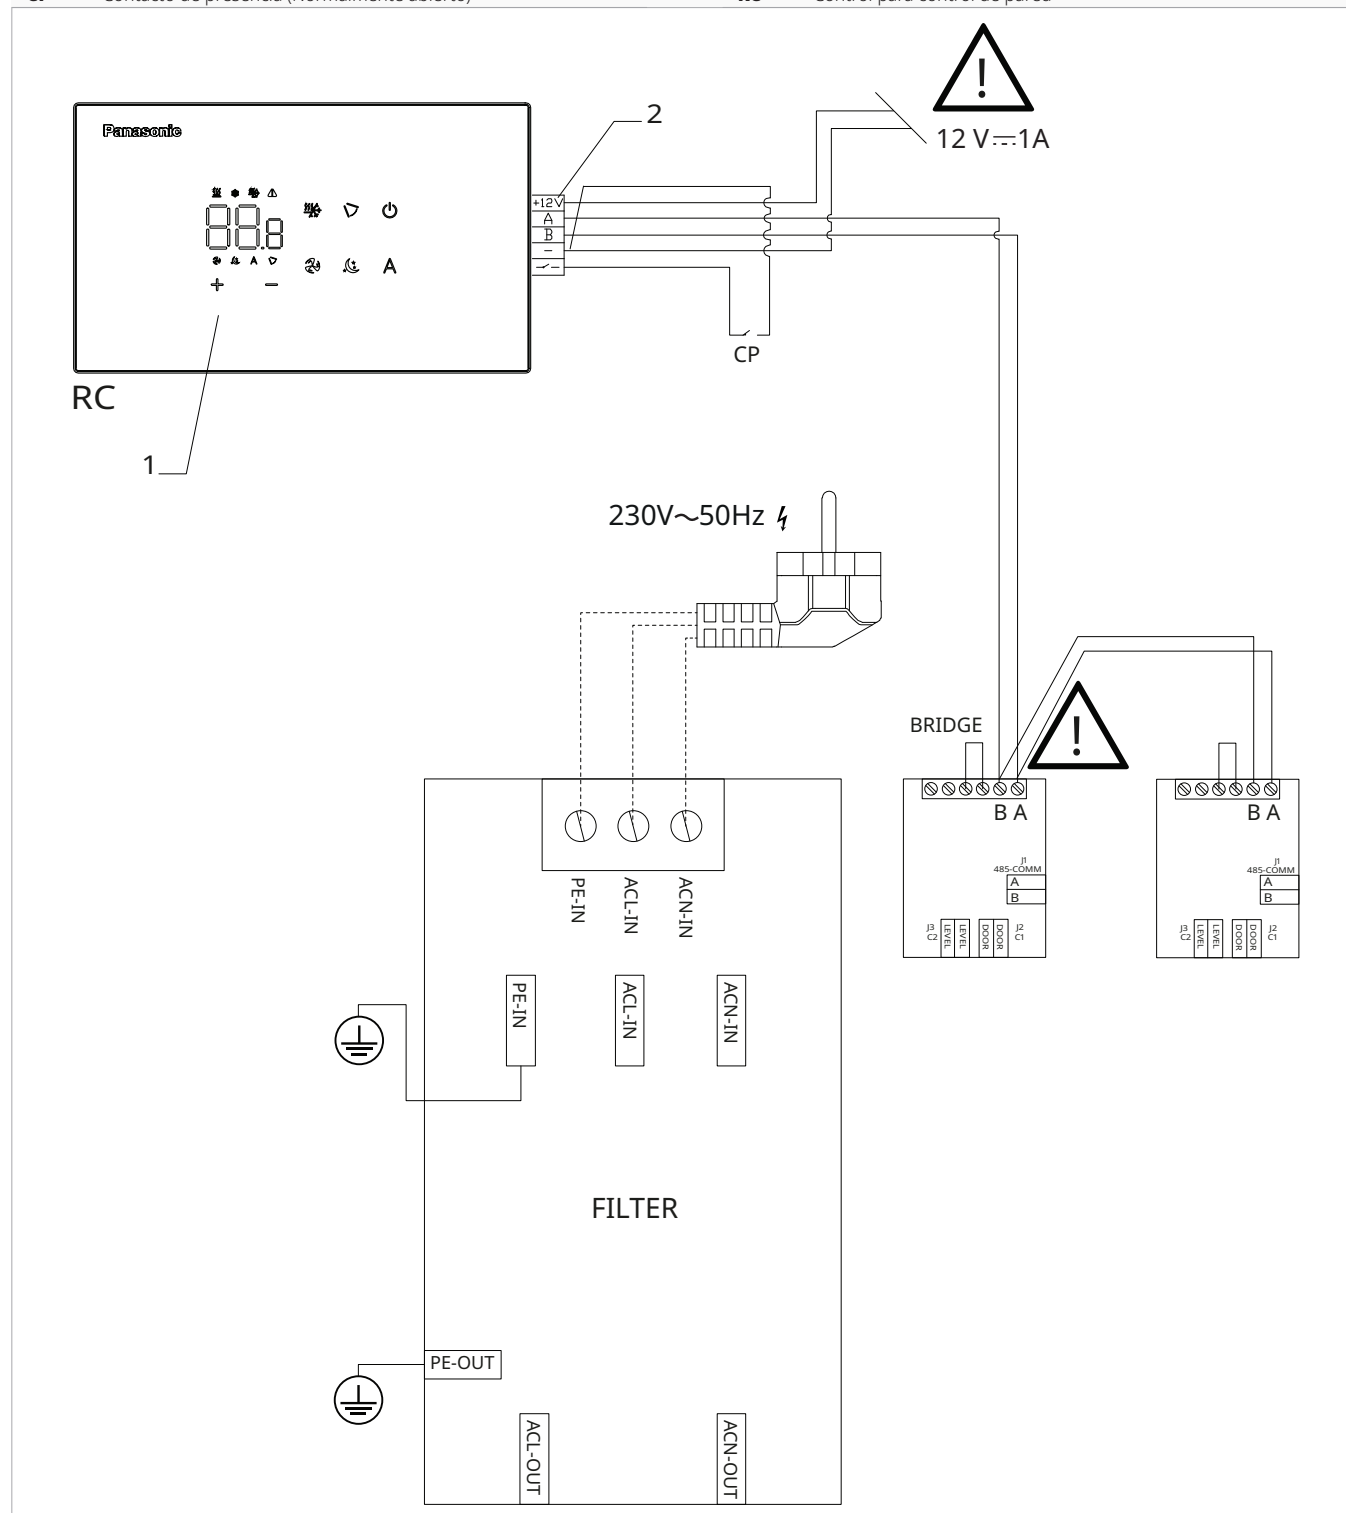 Contacto de presencia (Normalmente abierto)
Control para control de pared
Panasonic
88.8
A
A
+
−
RC
1
2
+12V
A
B
−
CP
12 V⎓1A
!
230V～50Hz
BRIDGE
!
B A
J1
485-COMM
A
B
J3
C2
LEVEL
LEVEL
DOOR
DOOR
J2
C1
B A
J1
485-COMM
A
B
J3
C2
LEVEL
LEVEL
DOOR
DOOR
J2
C1
PE-IN
ACL-IN
ACN-IN
PE-IN
ACL-IN
ACN-IN
FILTER
PE-OUT
ACL-OUT
ACN-OUT